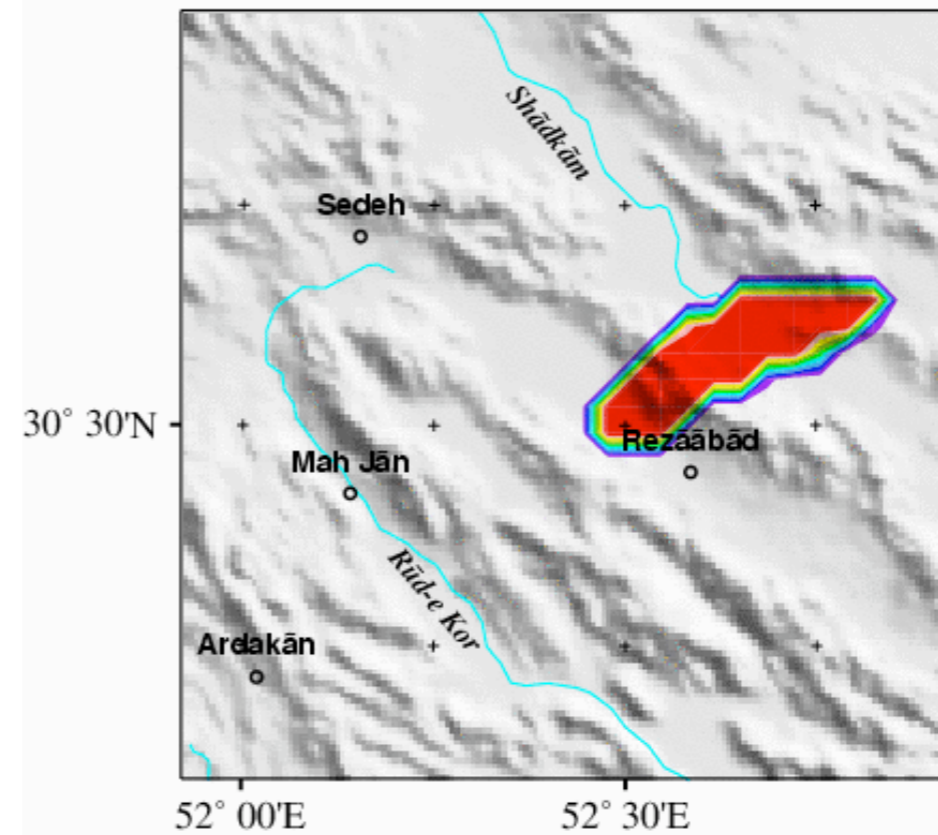 Shādkām
Sedeh
30° 30'N
Rezāābād
Mah Jān
Rūd-e Kor
Ardakān
52° 00'E
52° 30'E